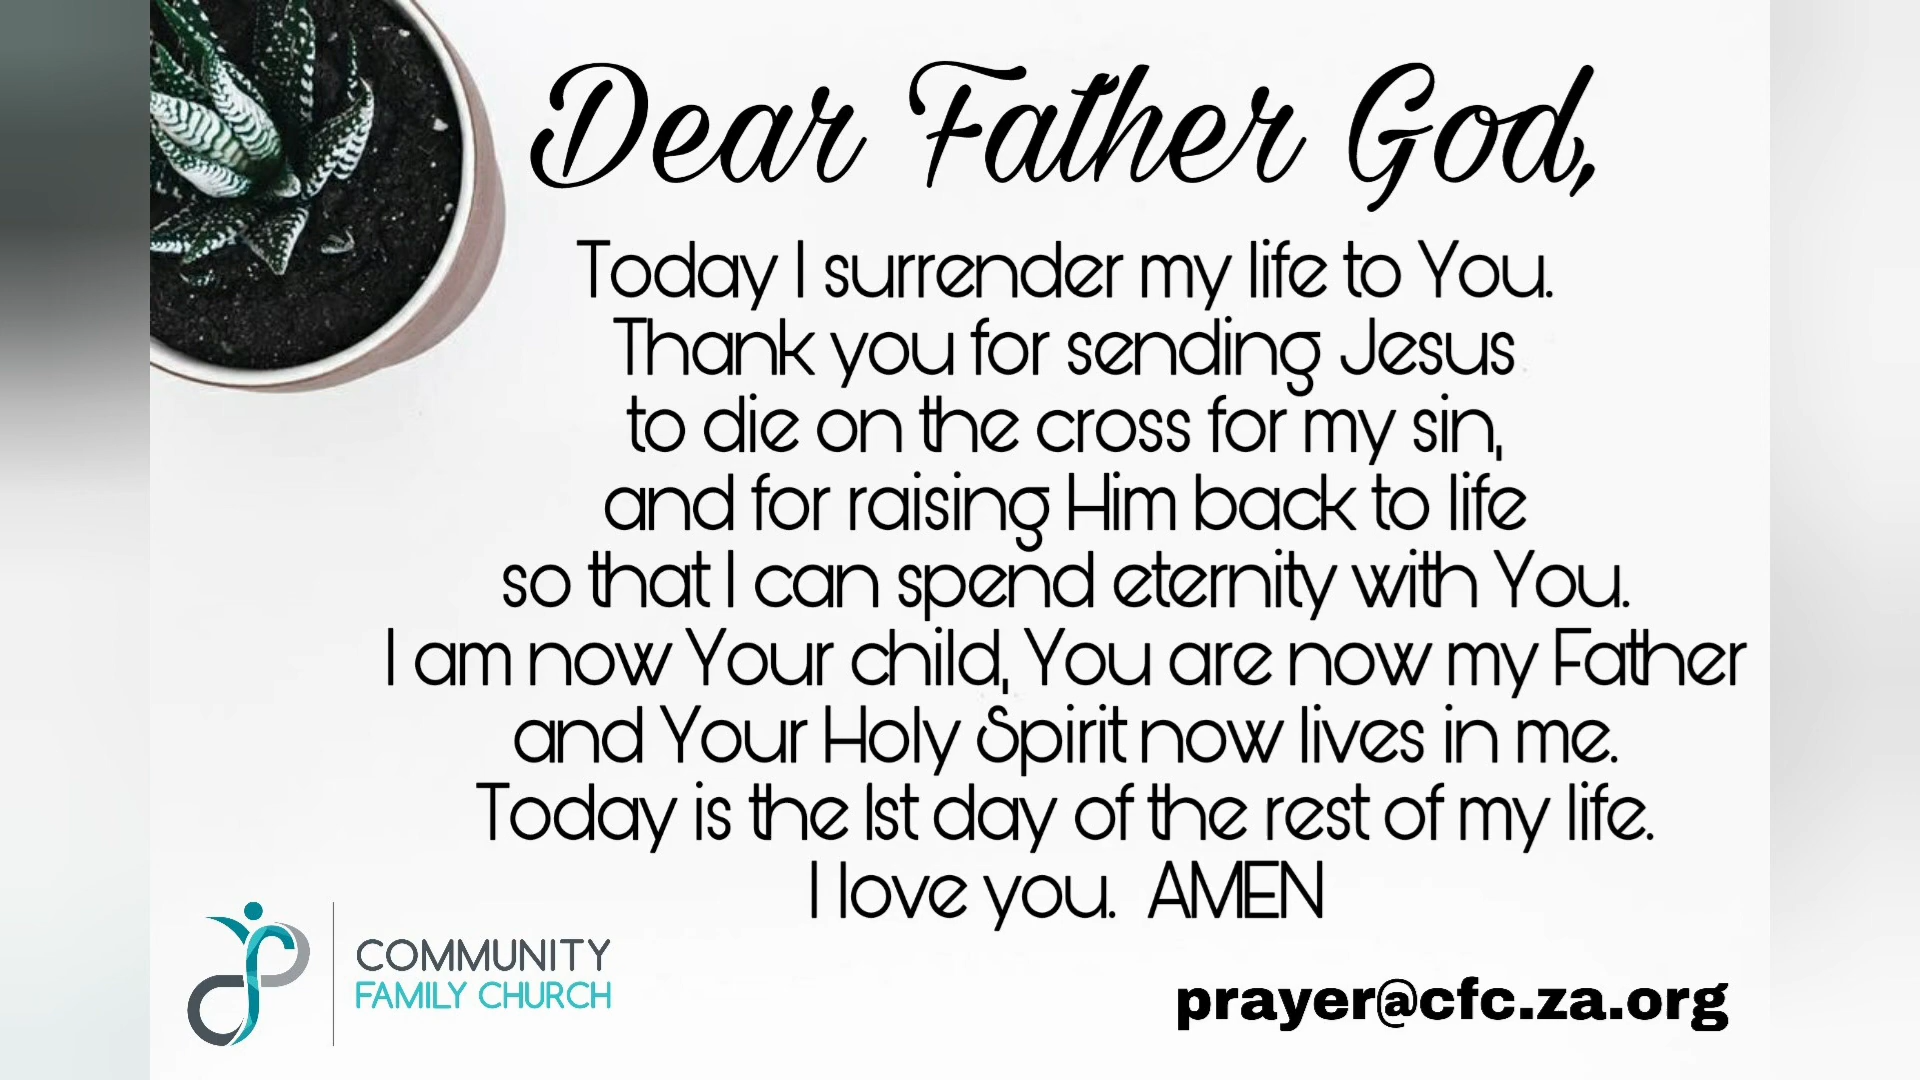 Dear Father God,
Today I surrender my life to You.
Thank you for sending Jesus
to die on the cross for my sin,
and for raising Him back to life
so that I can spend eternity with You.
I am now Your child, You are now my Father
and Your Holy Spirit now lives in me.
Today is the 1st day of the rest of my life.
I love you. AMEN
COMMUNITY
FAMILY CHURCH
prayer@cfc.za.org